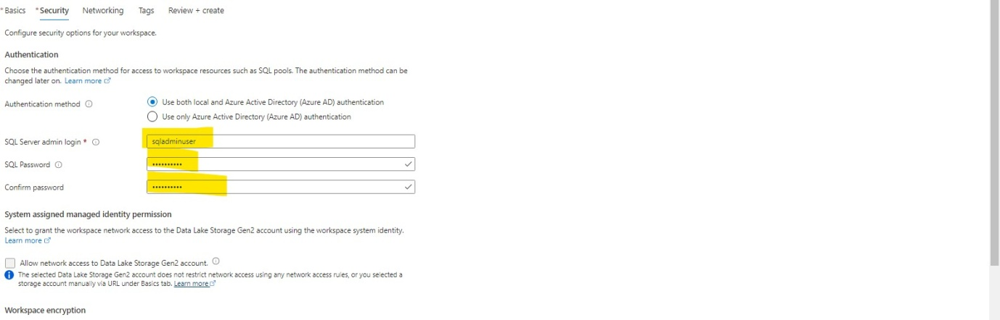 * Basics * Security Networking Tags Review + create
Configure security options for your workspace.
Authentication
Choose the authentication method for access to workspace resources such as SQL pools. The authentication method can be
changed later on. Learn more
Authentication method
Use both local and Azure Active Directory (Azure AD) authentication
Use only Azure Active Directory (Azure AD) authentication
SQL Server admin login * sqladminuser
SQL Password ••••••••••
Confirm password ••••••••••
System assigned managed identity permission
Select to grant the workspace network access to the Data Lake Storage Gen2 account using the workspace system identity.
Learn more
Allow network access to Data Lake Storage Gen2 account.
The selected Data Lake Storage Gen2 account does not restrict network access using any network access rules, or you selected a
storage account manually via URL under Basics tab. Learn more
Workspace encryption